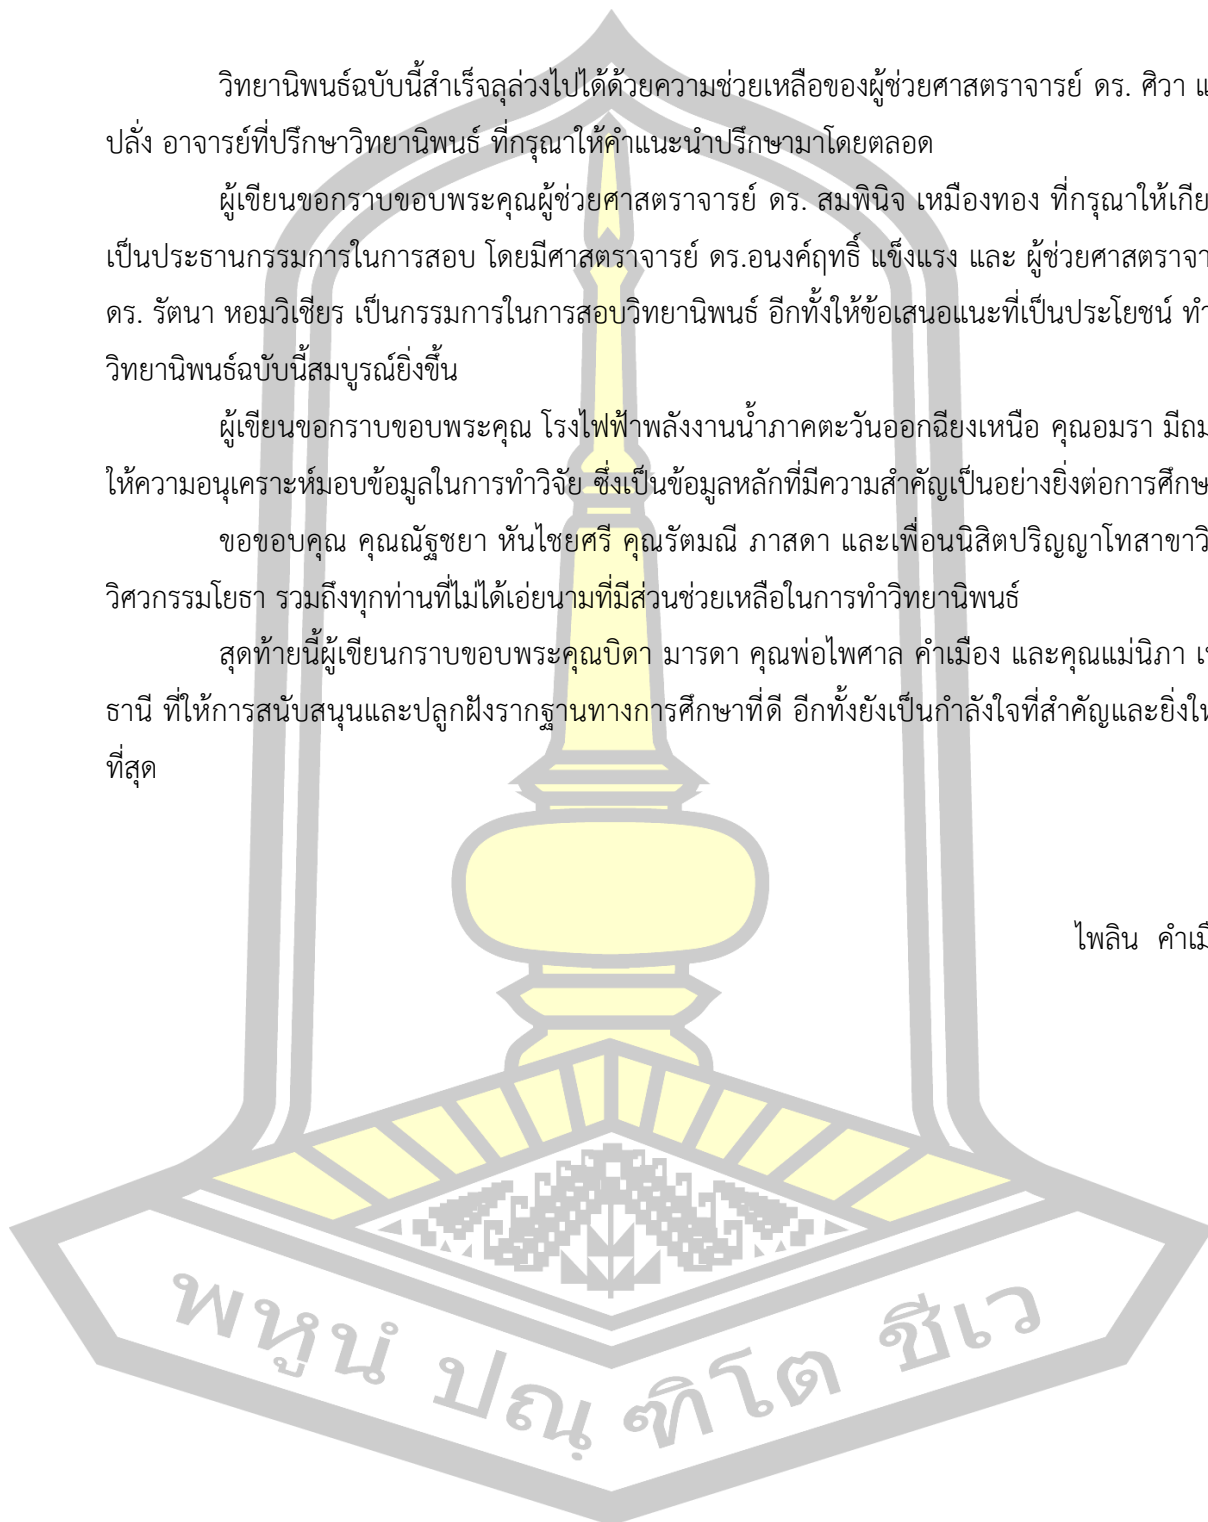 วิทยานิพนธ์ฉบับนี้สำเร็จลุล่วงไปได้ด้วยความช่วยเหลือของผู้ช่วยศาสตราจารย์ ดร. ศิวา
ปลั่ง อาจารย์ที่ปรึกษาวิทยานิพนธ์ ที่กรุณาให้คำแนะนำปรึกษามาโดยตลอด
ผู้เขียนขอกราบขอบพระคุณผู้ช่วยศาสตราจารย์ ดร. สมพินิจ เหมืองทอง ที่กรุณาให้
เป็นประธานกรรมการในการสอบ โดยมีศาสตราจารย์ ดร.อนงค์ฤทธิ์ แข็งแรง และ
ดร. รัตนา หอมวิเชียร เป็นกรรมการในการสอบวิทยานิพนธ์ อีกทั้งให้ข้อเสนอแนะที่เป็นประโยชน์
วิทยานิพนธ์ฉบับนี้สมบูรณ์ยิ่งขึ้น
ผู้เขียนขอกราบขอบพระคุณ โรงไฟฟ้าพลังงานน้ำภาคตะวันออกฉียงเหนือ คุณอมรา
ให้ความอนุเคราะห์มอบข้อมูลในการทำวิจัย ซึ่งเป็นข้อมูลหลักที่มีความสำคัญเป็นอย่างยิ่งต่อ
ขอขอบคุณ คุณณัฐชยา หันไชยศรี คุณรัตมณี ภาสดา และเพื่อนนิสิตปริญญาโท
วิศวกรรมโยธา รวมถึงทุกท่านที่ไม่ได้เอ่ยนามที่มีส่วนช่วยเหลือในการทำวิทยานิพนธ์
สุดท้ายนี้ผู้เขียนกราบขอบพระคุณบิดา มารดา คุณพ่อไพศาล คำเมือง และคุณแม่นิภา
ธานี ที่ให้การสนับสนุนและปลูกฝังรากฐานทางการศึกษาที่ดี อีกทั้งยังเป็นกำลังใจที่สำคัญและ
ที่สุด
ไพลิน
พหูนํ ปณฺฑิโต ชีเว